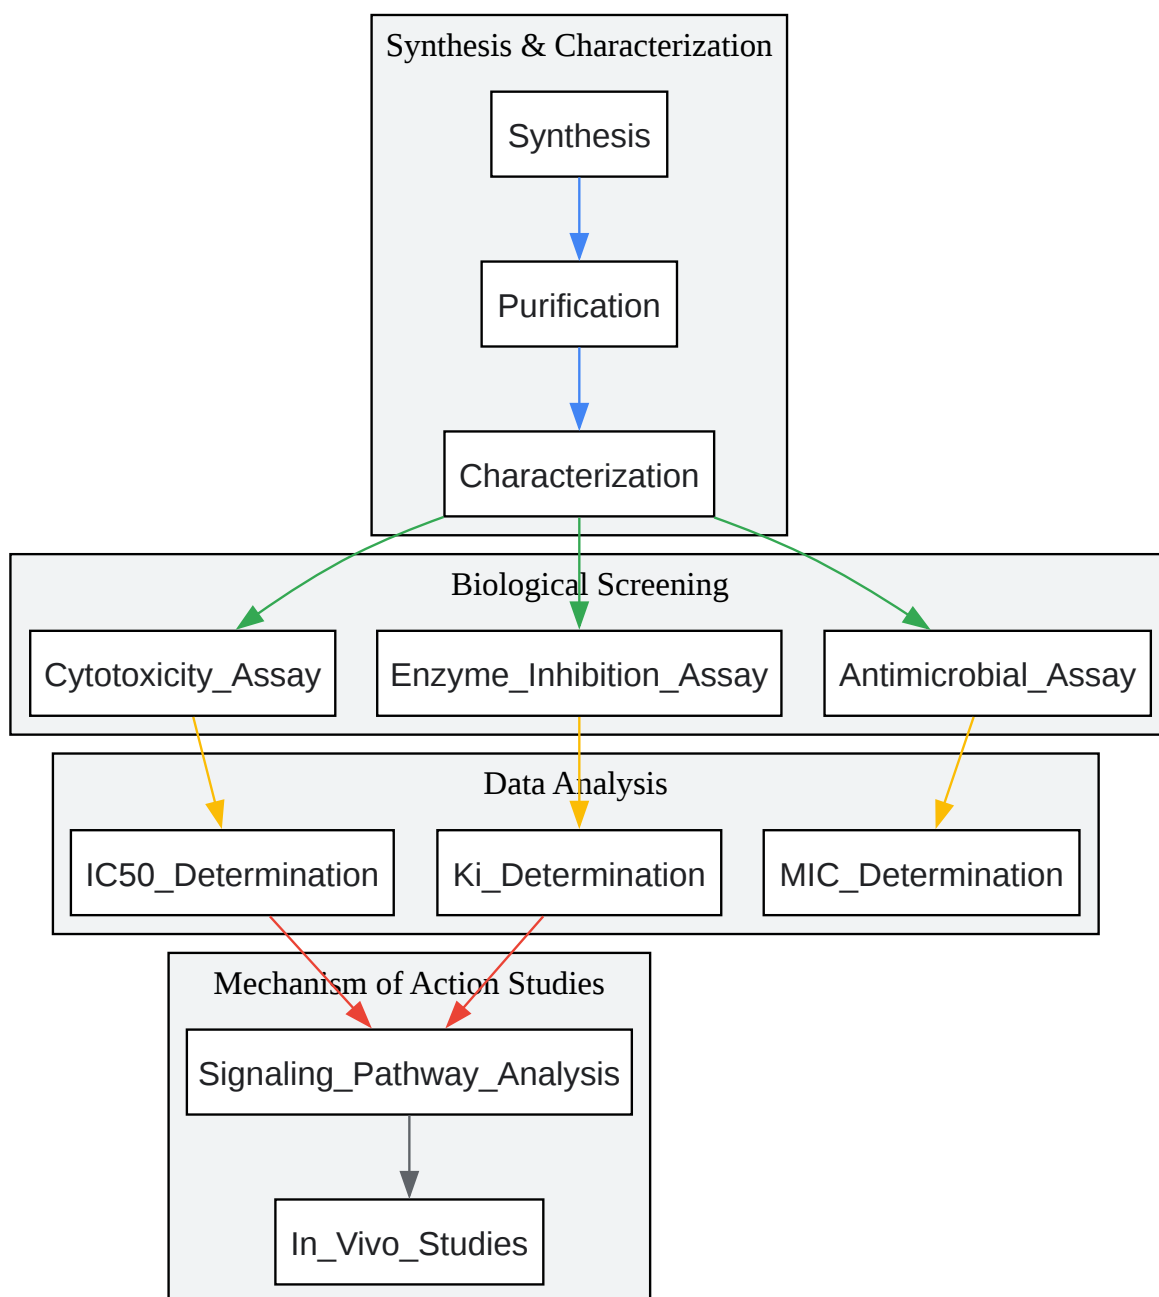 Synthesis & Characterization
Synthesis
Purification
Characterization
Biological Screening
Cytotoxicity_Assay
Enzyme_Inhibition_Assay
Antimicrobial_Assay
Data Analysis
IC50_Determination
Ki_Determination
MIC_Determination
Mechanism of Action Studies
Signaling_Pathway_Analysis
In_Vivo_Studies